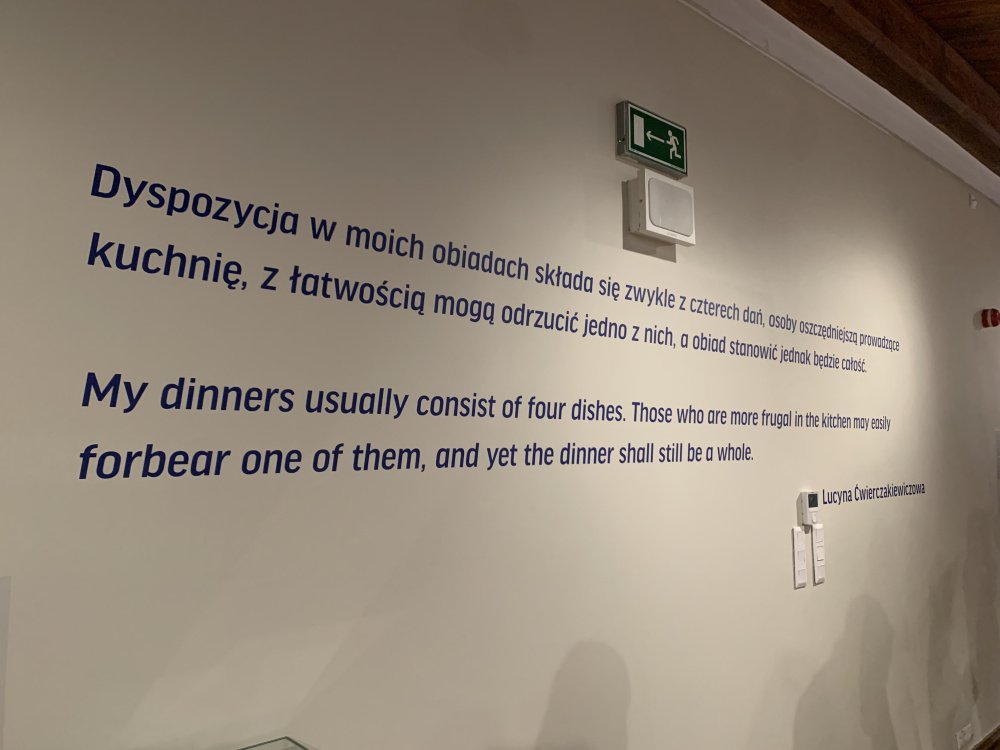 Dyspozycja w moich obiadach składa się zwykle z czterech dań, osoby oszczędniejszą prowadzące
kuchnię, z łatwością mogą odrzucić jedno z nich, a obiad stanowić jednak będzie całość.
My dinners usually consist of four dishes. Those who are more frugal in the kitchen may easily
forbear one of them, and yet the dinner shall still be a whole.
Lucyna Ćwierczakiewiczowa